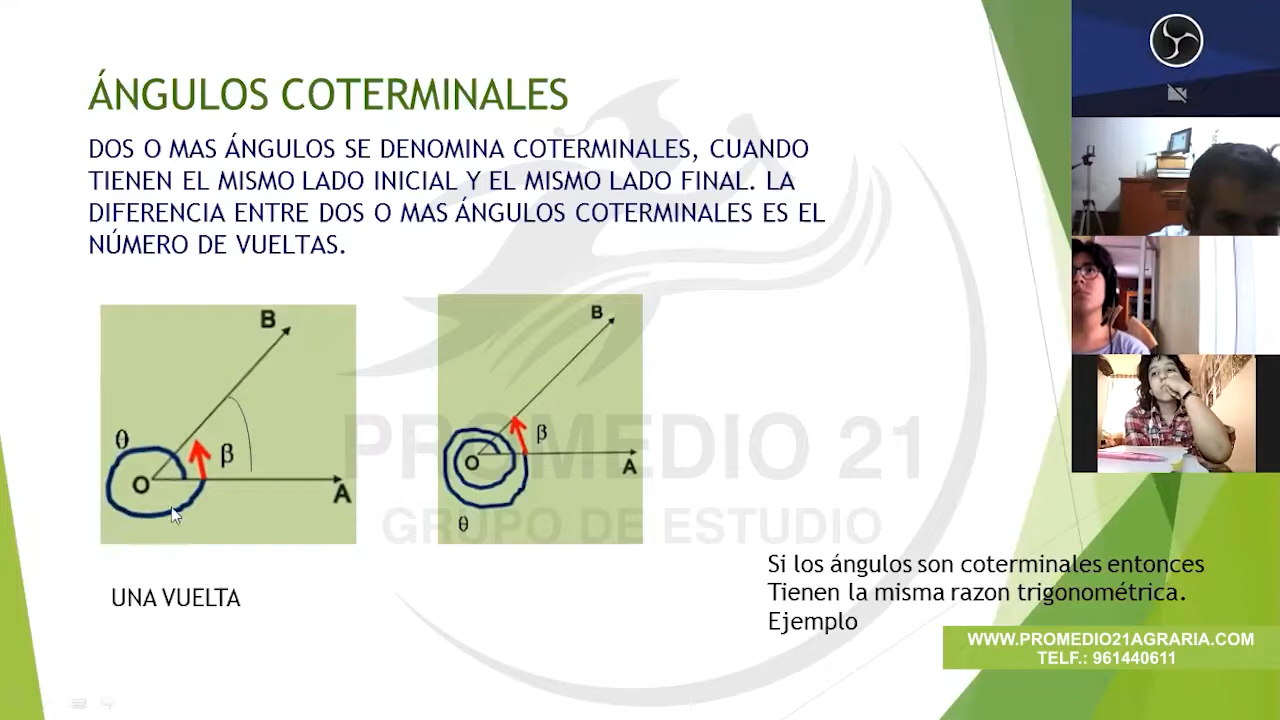 ÁNGULOS COTERMINALES
DOS O MAS ÁNGULOS SE DENOMINA COTERMINALES, CUANDO
TIENEN EL MISMO LADO INICIAL Y EL MISMO LADO FINAL. LA
DIFERENCIA ENTRE DOS O MAS ÁNGULOS COTERMINALES ES EL
NÚMERO DE VUELTAS.
B
θ
β
O
A
B
β
O
A
θ
PROMEDIO 21
GRUPO DE ESTUDIO
UNA VUELTA
Si los ángulos son coterminales entonces
Tienen la misma razon trigonométrica.
Ejemplo
WWW.PROMEDIO21AGRARIA.COM
TELF.: 961440611